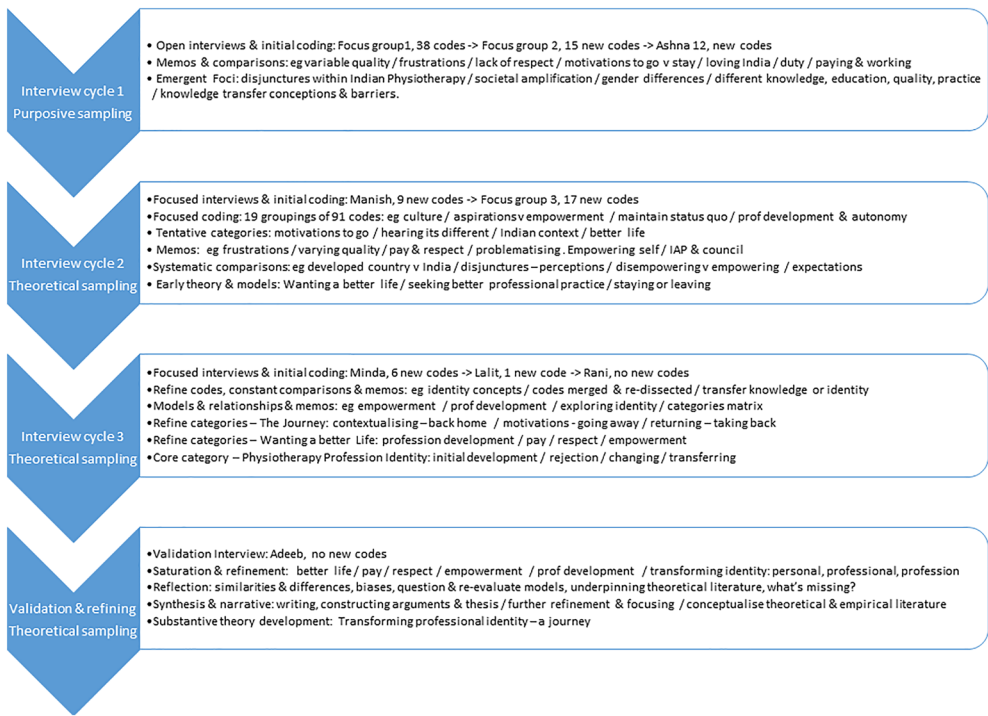 Interview cycle 1
Purposive sampling
• Open interviews & initial coding: Focus group1, 38 codes -> Focus group 2, 15 new codes -> Ashna 12, new codes
• Memos & comparisons: eg variable quality / frustrations / lack of respect / motivations to go v stay / loving India / duty / paying & working
• Emergent Foci: disjunctures within Indian Physiotherapy / societal amplification / gender differences / different knowledge, education, quality, practice
/ knowledge transfer conceptions & barriers.
Interview cycle 2
Theoretical sampling
•Focused interviews & initial coding: Manish, 9 new codes -> Focus group 3, 17 new codes
•Focused coding: 19 groupings of 91 codes: eg culture / aspirations v empowerment / maintain status quo / prof development & autonomy
•Tentative categories: motivations to go / hearing its different / Indian context / better life
•Memos: eg frustrations / varying quality / pay & respect / problematising. Empowering self / IAP & council
•Systematic comparisons: eg developed country v India / disjunctures – perceptions / disempowering v empowering / expectations
•Early theory & models: Wanting a better life / seeking better professional practice / staying or leaving
Interview cycle 3
Theoretical sampling
•Focused interviews & initial coding: Minda, 6 new codes -> Lalit, 1 new code -> Rani, no new codes
•Refine codes, constant comparisons & memos: eg identity concepts / codes merged & re-dissected / transfer knowledge or identity
•Models & relationships & memos: eg empowerment / prof development / exploring identity / categories matrix
•Refine categories – The Journey: contextualising – back home / motivations - going away / returning – taking back
•Refine categories – Wanting a better Life: profession development / pay / respect / empowerment
•Core category – Physiotherapy Profession Identity: initial development / rejection / changing / transferring
Validation & refining
Theoretical sampling
•Validation Interview: Adeeb, no new codes
•Saturation & refinement: better life / pay / respect / empowerment / prof development / transforming identity: personal, professional, profession
•Reflection: similarities & differences, biases, question & re-evaluate models, underpinning theoretical literature, what's missing?
•Synthesis & narrative: writing, constructing arguments & thesis / further refinement & focusing / conceptualise theoretical & empirical literature
•Substantive theory development: Transforming professional identity – a journey